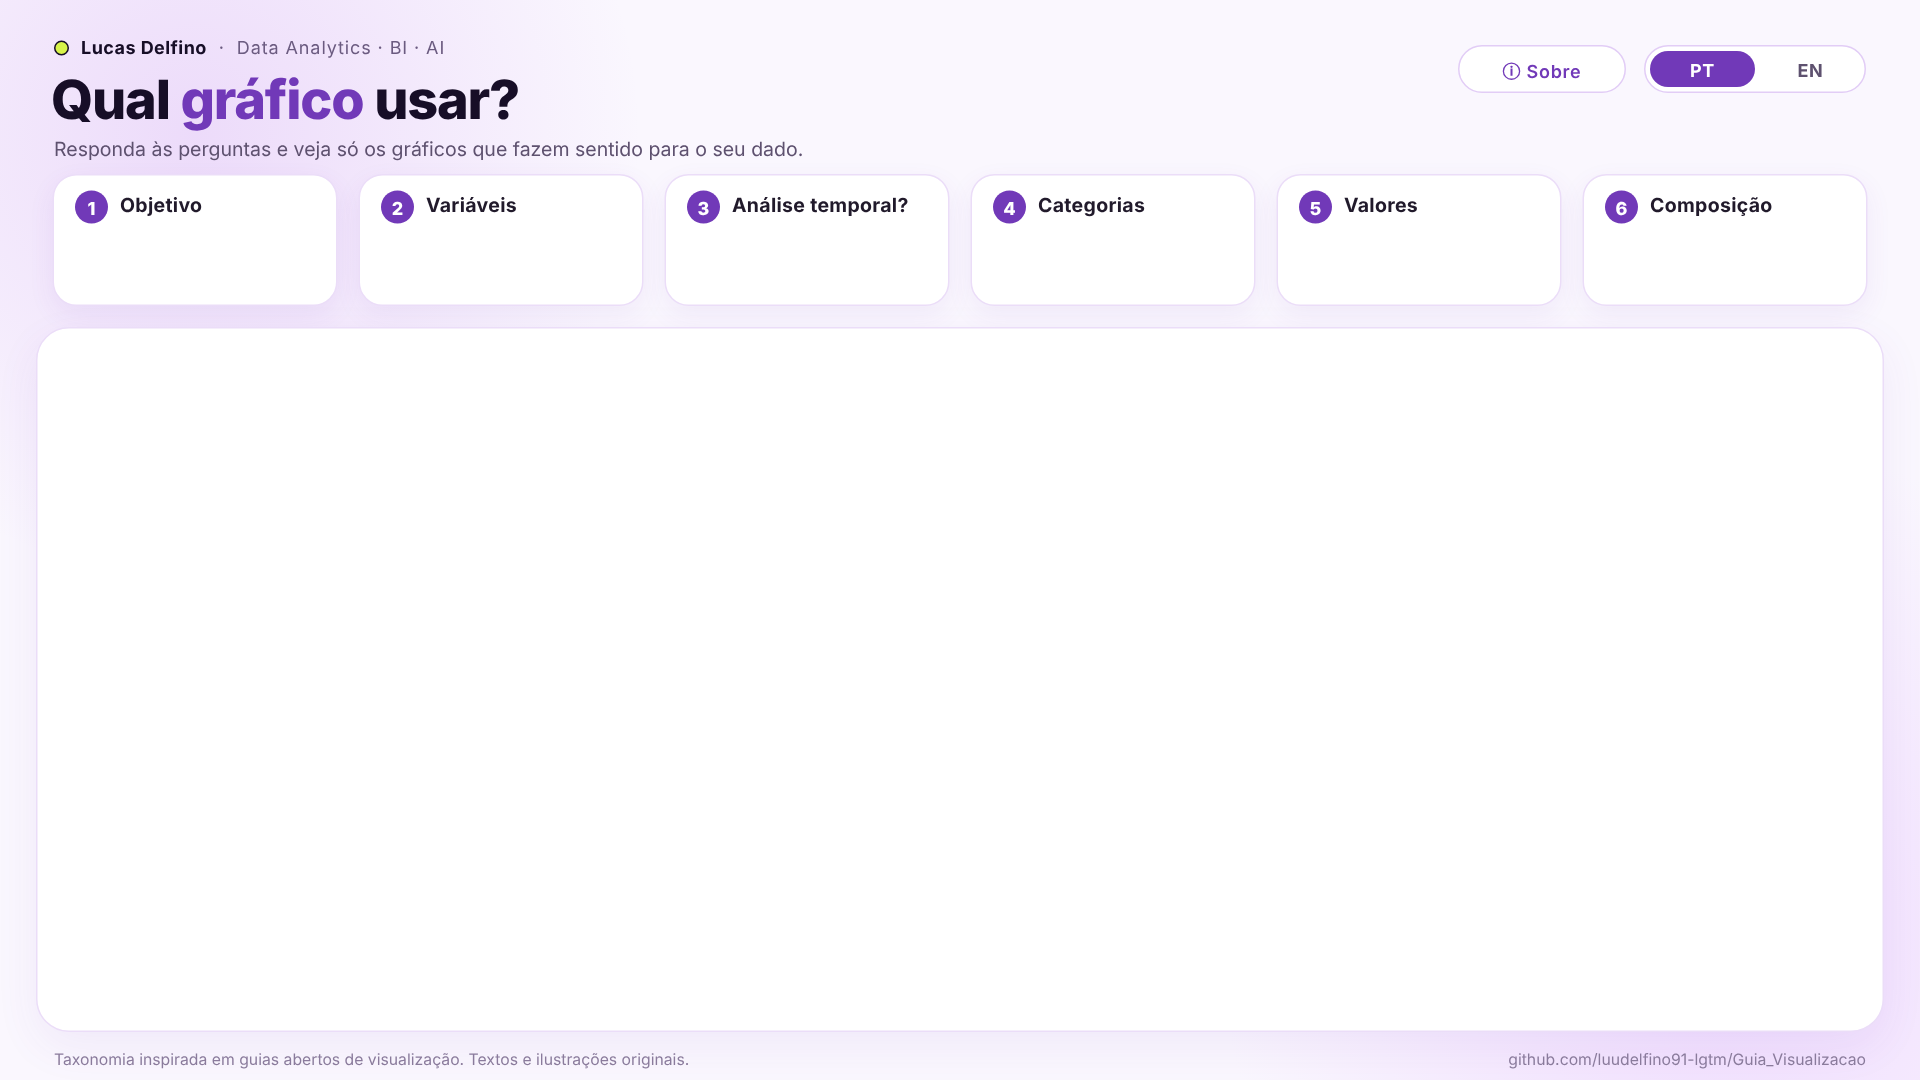 Lucas Delfino · Data Analytics · BI · AI
Qual gráfico usar?
Responda às perguntas e veja só os gráficos que fazem sentido para o seu dado.
ⓘ Sobre
PT
EN
1 Objetivo
2 Variáveis
3 Análise temporal?
4 Categorias
5 Valores
6 Composição
Taxonomia inspirada em guias abertos de visualização. Textos e ilustrações originais.
github.com/luudelfino91-lgtm/Guia_Visualizacao